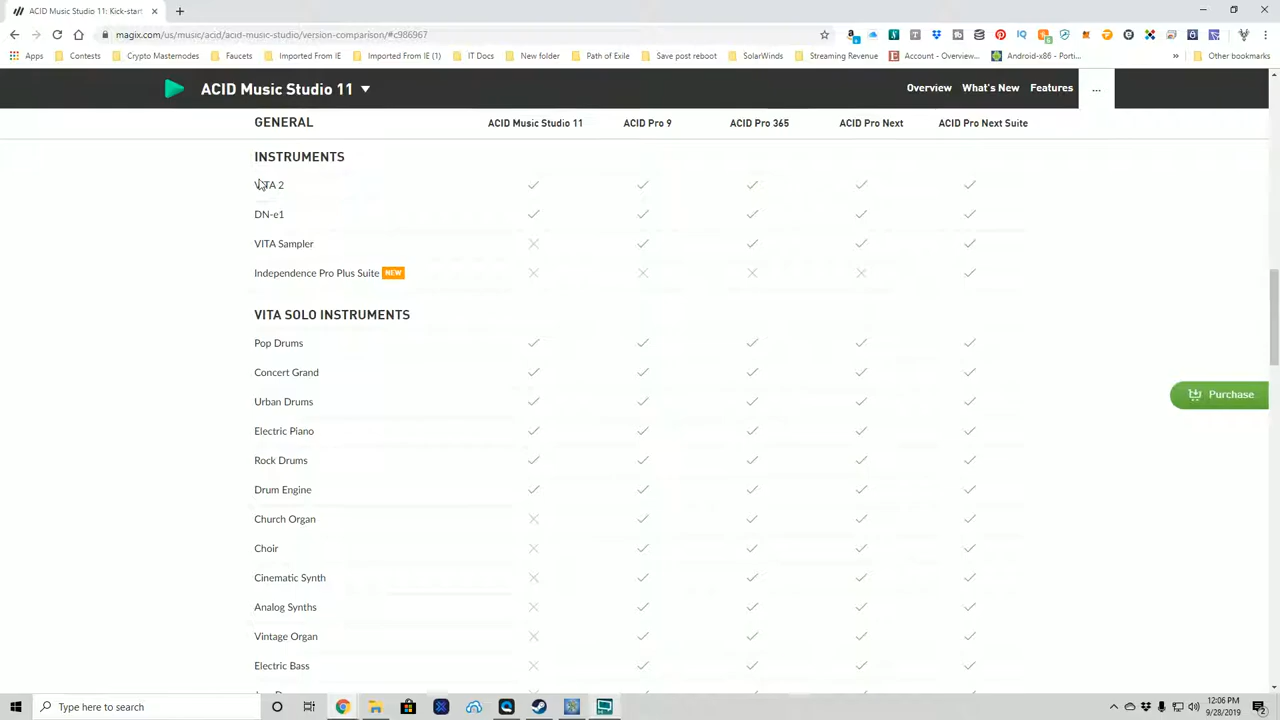 ACID Music Studio 11: Kick-start
magix.com/us/music/acid/acid-music-studio/version-comparison/#c986967
Apps Contests Crypto Masternodes Faucets Imported From IE Imported From IE (1) IT Docs New folder Path of Exile Save post reboot SolarWinds Streaming Revenue Account - Overview... Android-x86 - Porti... » Other bookmarks
ACID Music Studio 11 Overview What's New Features ...
GENERAL ACID Music Studio 11 ACID Pro 9 ACID Pro 365 ACID Pro Next ACID Pro Next Suite
INSTRUMENTS
VITA 2
DN-e1
VITA Sampler
Independence Pro Plus Suite NEW
VITA SOLO INSTRUMENTS
Pop Drums
Concert Grand
Purchase
Urban Drums
Electric Piano
Rock Drums
Drum Engine
Church Organ
Choir
Cinematic Synth
Analog Synths
Vintage Organ
Electric Bass
Type here to search
12:06 PM
9/28/2019